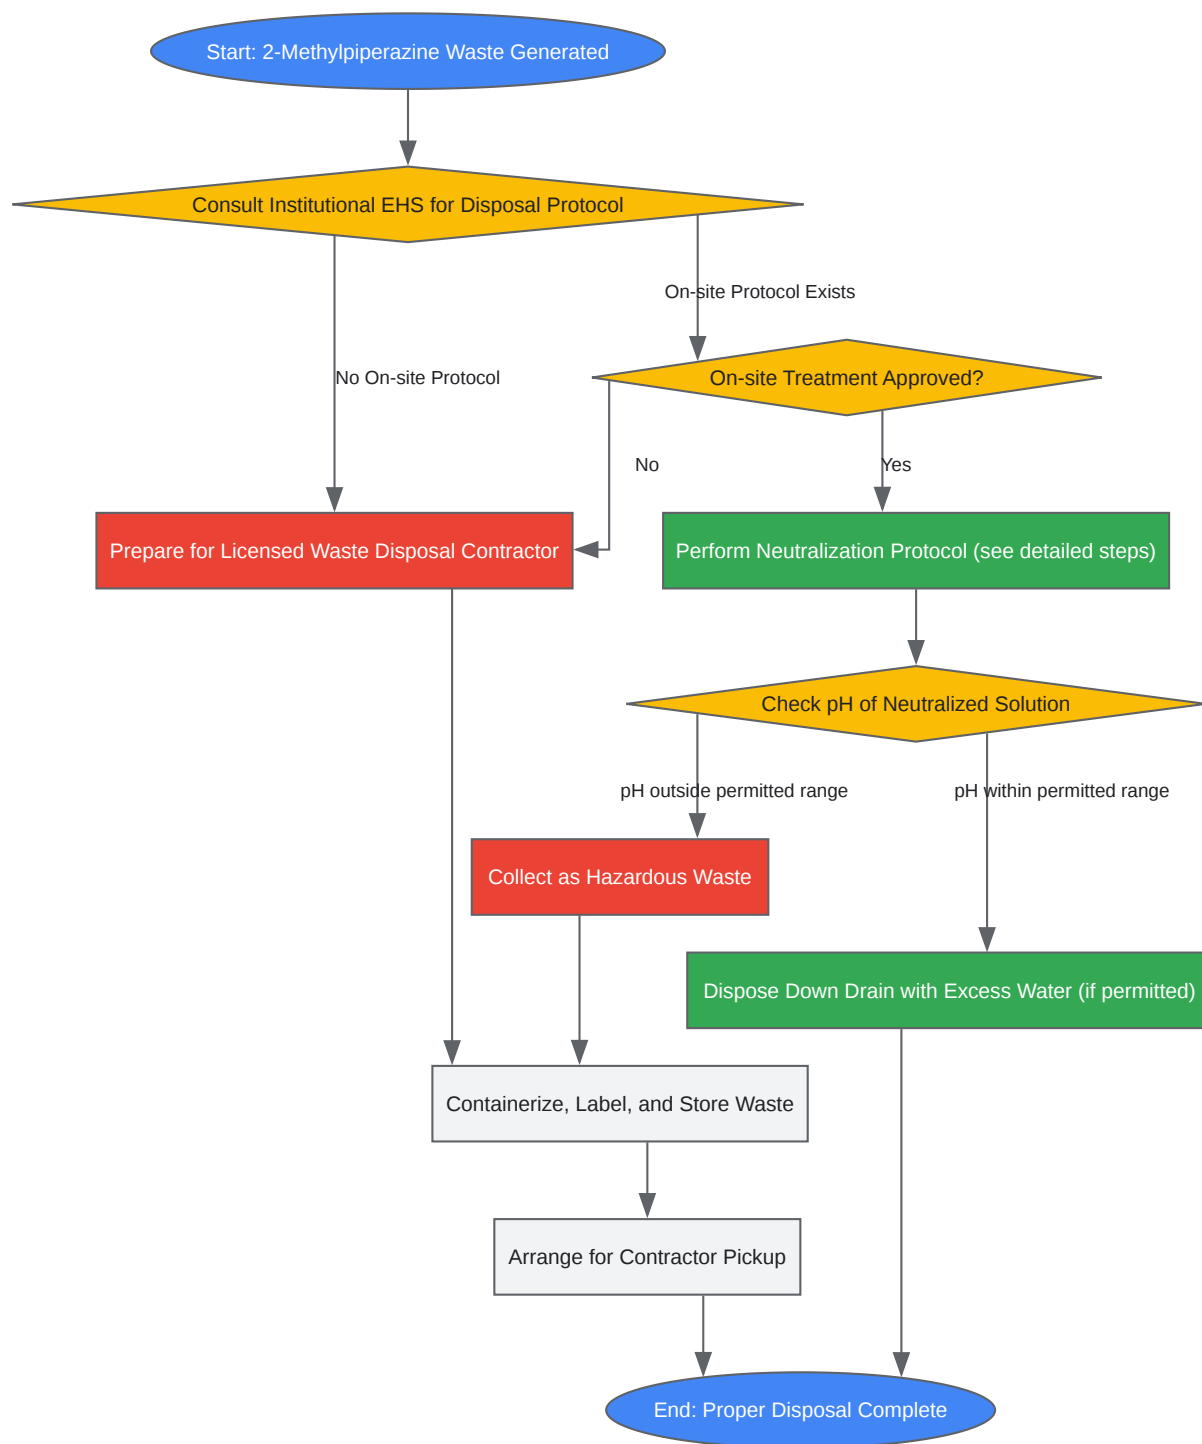 Start: 2-Methylpiperazine Waste Generated
Consult Institutional EHS for Disposal Protocol
On-site Protocol Exists
No On-site Protocol
On-site Treatment Approved?
No
Yes
Prepare for Licensed Waste Disposal Contractor
Perform Neutralization Protocol (see detailed steps)
Check pH of Neutralized Solution
pH outside permitted range
pH within permitted range
Collect as Hazardous Waste
Dispose Down Drain with Excess Water (if permitted)
Containerize, Label, and Store Waste
Arrange for Contractor Pickup
End: Proper Disposal Complete